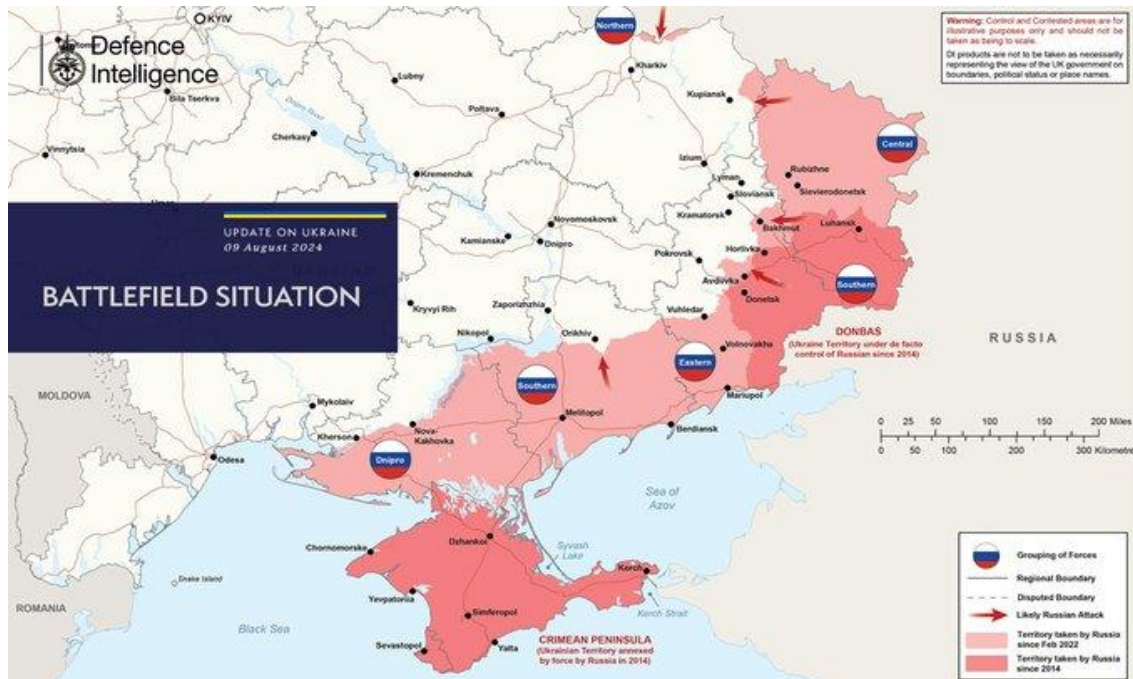 KYIV
Defence
Intelligence
Bila Tserkva
Vinnytsia
Cherkasy
Lubny
Poltava
Kremenchuk
Dnipro River
Northern
Kharkiv
Kupiansk
Warning: Control and Contested areas are for
illustrative purposes only and should not be
taken as being to scale.
DI products are not to be taken as necessarily
representing the view of the UK government on
boundaries, political status or place names.
Central
Izium
Rubizhne
Lyman
Sievierodonetsk
Sloviansk
Kramatorsk
Bakhmut
Luhansk
UPDATE ON UKRAINE
09 August 2024
BATTLEFIELD SITUATION
Novomoskovsk
Kamianske
Dnipro
Pokrovsk
Horlivka
Avdiivka
Donetsk
Southern
Kryvyi Rih
Zaporizhzhia
Vuhledar
Nikopol
Orikhiv
Volnovakha
DONBAS
(Ukraine Territory under de facto
control of Russian since 2014)
RUSSIA
Eastern
Southern
Mariupol
MOLDOVA
Mykolaiv
Melitopol
Berdiansk
Kherson
Nova-
Kakhovka
Odesa
Dnipro
0 25 50 100 150 200 Miles
0 50 100 200 300 Kilometre
Sea of
Azov
Dzhankoi
Chornomorske
Syvash
Lake
Snake Island
Kerch
Yevpatoriia
Kerch Strait
ROMANIA
Simferopol
Black Sea
Sevastopol
Yalta
CRIMEAN PENINSULA
(Ukrainian Territory annexed
by force by Russia in 2014)
Grouping of Forces
Regional Boundary
Disputed Boundary
Likely Russian Attack
Territory taken by Russia
since Feb 2022
Territory taken by Russia
since 2014